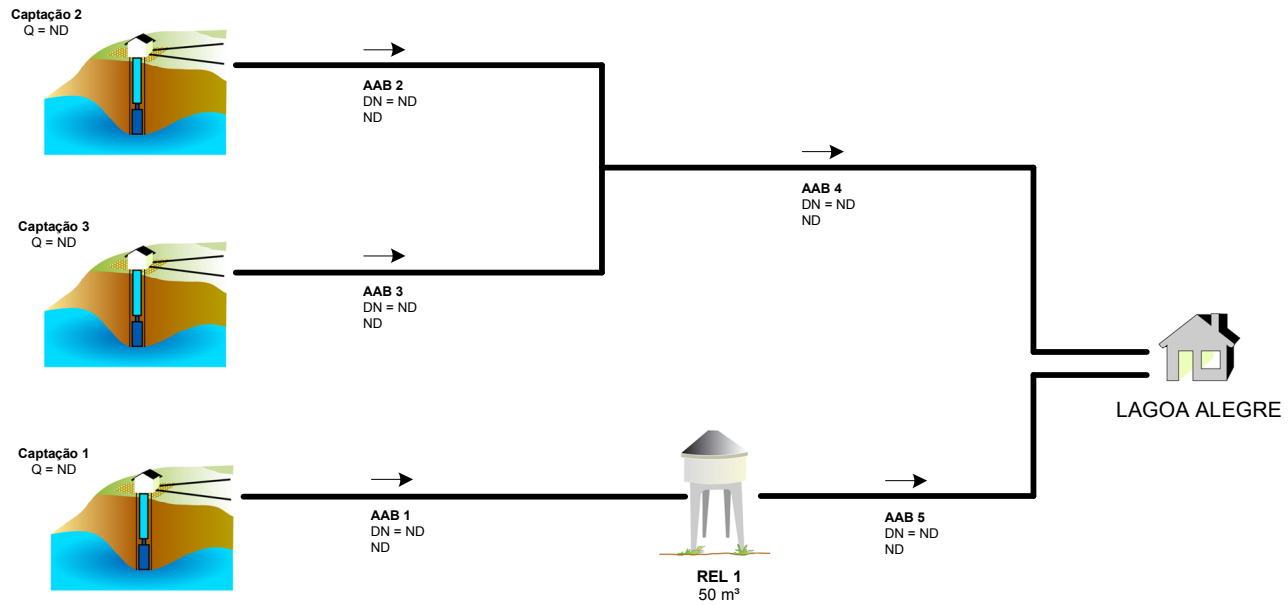 Captação 2
Q = ND
AAB 2
DN = ND
ND
AAB 4
DN = ND
ND
Captação 3
Q = ND
AAB 3
DN = ND
ND
LAGOA ALEGRE
Captação 1
Q = ND
AAB 1
DN = ND
ND
AAB 5
DN = ND
ND
REL 1
50 m³